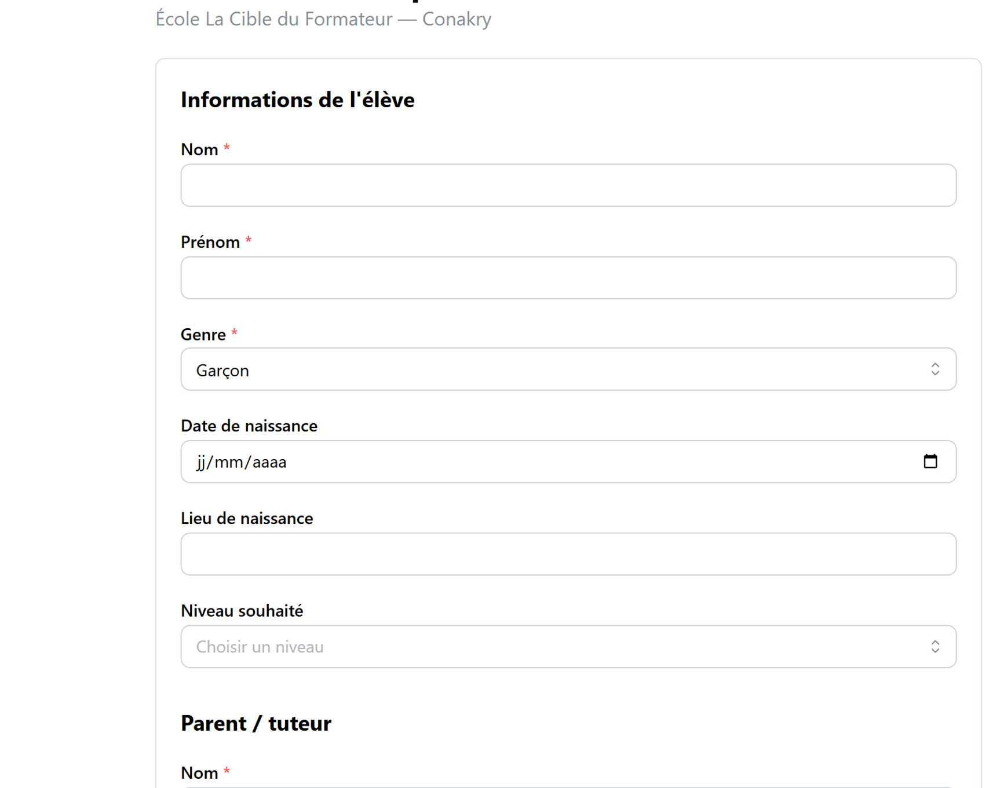 École La Cible du Formateur — Conakry
Informations de l'élève
Nom *
Prénom *
Genre *
Garçon
Date de naissance
jj/mm/aaaa
Lieu de naissance
Niveau souhaité
Choisir un niveau
Parent / tuteur
Nom *